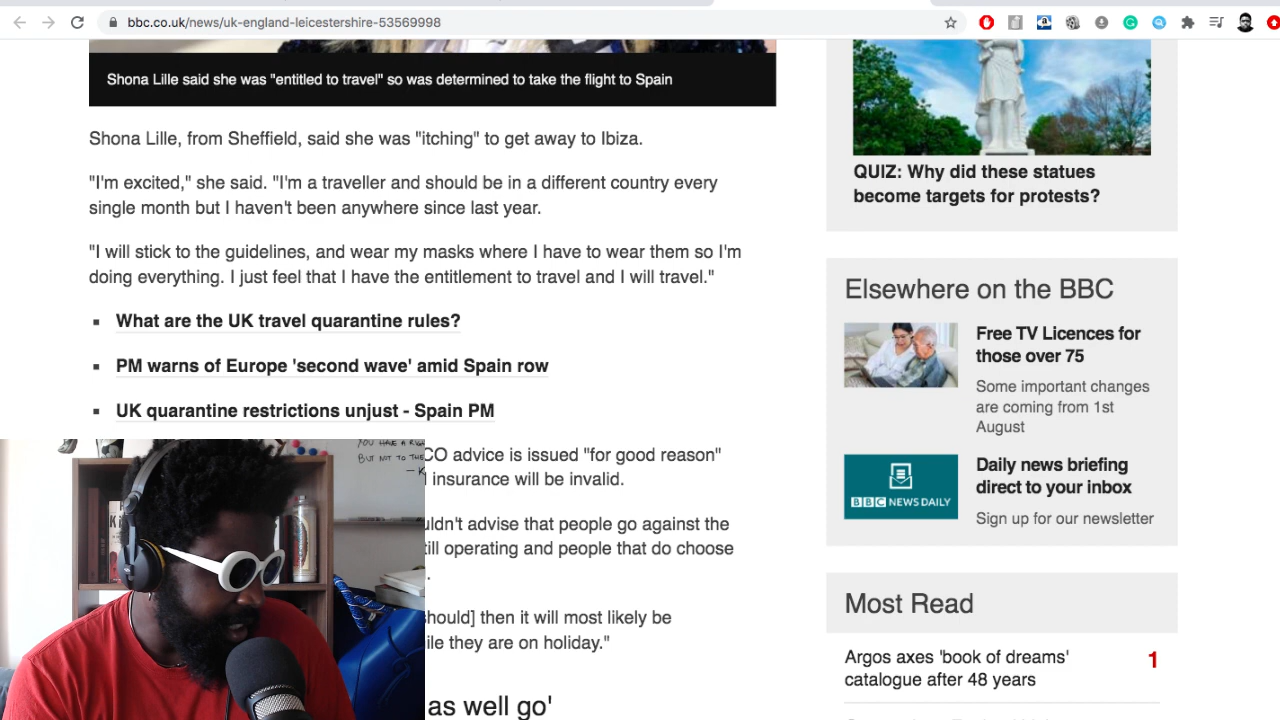 bbc.co.uk/news/uk-england-leicestershire-53569998
Shona Lille said she was "entitled to travel" so was determined to take the flight to Spain
Shona Lille, from Sheffield, said she was "itching" to get away to Ibiza.
"I'm excited," she said. "I'm a traveller and should be in a different country every
single month but I haven't been anywhere since last year.
"I will stick to the guidelines, and wear my masks where I have to wear them so I'm
doing everything. I just feel that I have the entitlement to travel and I will travel."
What are the UK travel quarantine rules?
PM warns of Europe 'second wave' amid Spain row
UK quarantine restrictions unjust - Spain PM
CO advice is issued "for good reason"
insurance will be invalid.
uldn't advise that people go against the
till operating and people that do choose
should] then it will most likely be
ile they are on holiday."
as well go'
YOU HAVE A
BUT NOT TO THE
QUIZ: Why did these statues
become targets for protests?
Elsewhere on the BBC
Free TV Licences for
those over 75
Some important changes
are coming from 1st
August
BBC NEWS DAILY
Daily news briefing
direct to your inbox
Sign up for our newsletter
Most Read
Argos axes 'book of dreams'
catalogue after 48 years
1